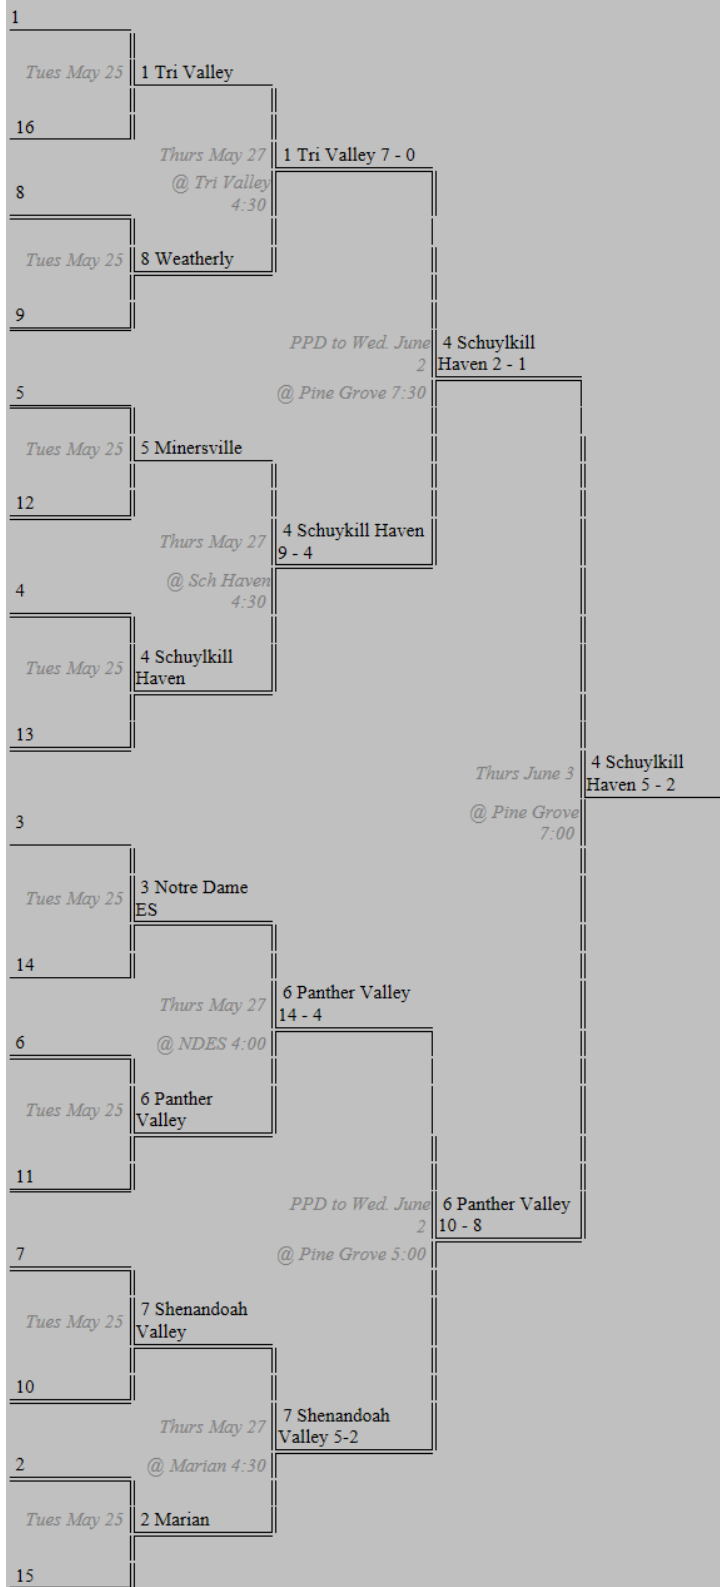 1
Tues May 25
1 Tri Valley
16
Thurs May 27
1 Tri Valley 7 - 0
@ Tri Valley
4:30
8
Tues May 25
8 Weatherly
9
PPD to Wed. June
2
4 Schuylkill
Haven 2 - 1
@ Pine Grove 7:30
5
Tues May 25
5 Minersville
12
Thurs May 27
4 Schuykill Haven
9 - 4
@ Sch Haven
4:30
4
Tues May 25
4 Schuylkill
Haven
13
Thurs June 3
4 Schuylkill
Haven 5 - 2
@ Pine Grove
7:00
3
Tues May 25
3 Notre Dame
ES
14
Thurs May 27
6 Panther Valley
14 - 4
@ NDES 4:00
6
Tues May 25
6 Panther
Valley
11
PPD to Wed. June
2
6 Panther Valley
10 - 8
@ Pine Grove 5:00
7
Tues May 25
7 Shenandoah
Valley
10
Thurs May 27
7 Shenandoah
Valley 5-2
@ Marian 4:30
2
Tues May 25
2 Marian
15